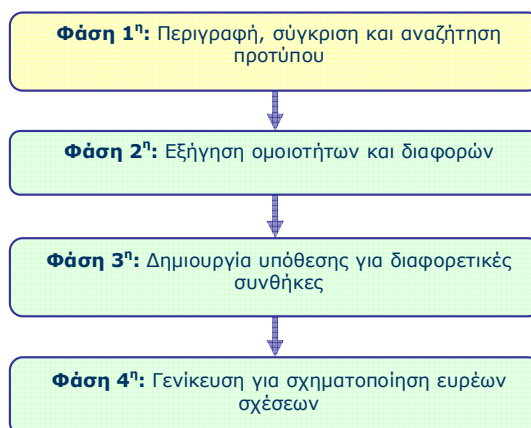 Φάση 1η: Περιγραφή, σύγκριση και αναζήτηση
προτύπου
Φάση 2η: Εξήγηση ομοιοτήτων και διαφορών
Φάση 3η: Δημιουργία υπόθεσης για διαφορετικές
συνθήκες
Φάση 4η: Γενίκευση για σχηματοποίηση ευρέων
σχέσεων